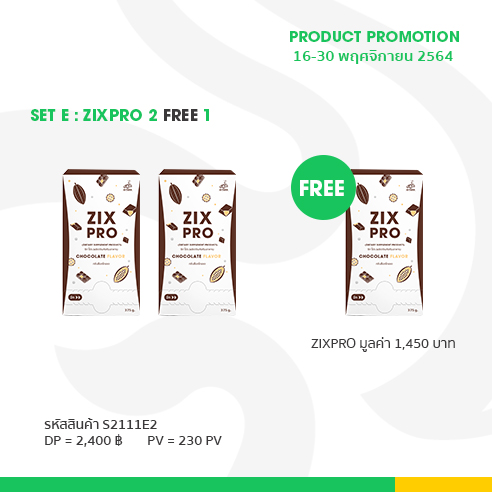 PRODUCT PROMOTION
16-30 พฤศจิกายน 2564
SET E : ZIXPRO 2 FREE 1
ZIX
PRO
CHOCOLATE FLAVOR
ZIX
PRO
CHOCOLATE FLAVOR
FREE
ZIX
PRO
CHOCOLATE FLAVOR
ZIXPRO มูลค่า 1,450 บาท
รหัสสินค้า S2111E2
DP = 2,400 ฿ PV = 230 PV